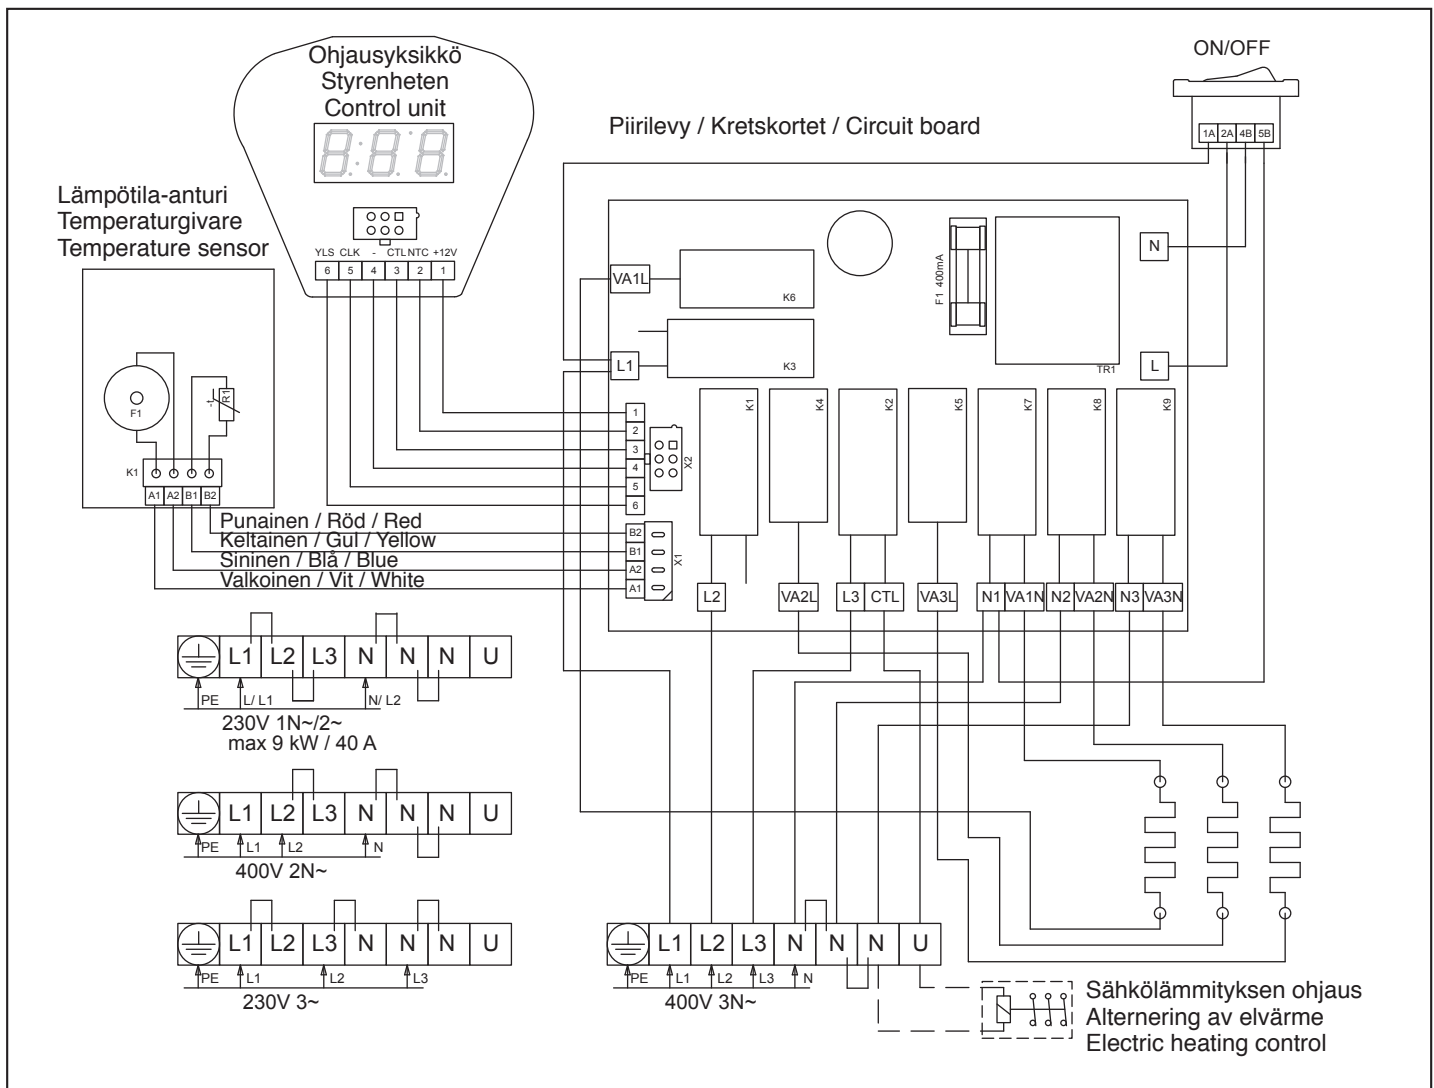 Ohjausyksikkö
Styrenheten
Control unit
8:8.8
YLS CLK - CTL NTC +12V
6 5 4 3 2 1
ON/OFF
1A 2A 4B 5B
Piirilevy / Kretskortet / Circuit board
Lämpötila-anturi
Temperaturgivare
Temperature sensor
F1
-t
R1
K1
A1 A2 B1 B2
VA1L
K6
L1
K3
F1 400mA
TR1
N
L
K1
K4
K2
K5
K7
K8
K9
1
2
3
4
5
6
X2
B2
B1
A2
A1
X1
Punainen / Röd / Red
Keltainen / Gul / Yellow
Sininen / Blå / Blue
Valkoinen / Vit / White
L2 VA2L L3 CTL VA3L N1 VA1N N2 VA2N N3 VA3N
L1 L2 L3 N N N U
PE L/ L1 N/ L2
230V 1N~/2~
max 9 kW / 40 A
L1 L2 L3 N N N U
PE L1 L2 N
400V 2N~
L1 L2 L3 N N N U
PE L1 L2 L3
230V 3~
L1 L2 L3 N N N U
PE L1 L2 L3 N
400V 3N~
Sähkölämmityksen ohjaus
Alternering av elvärme
Electric heating control